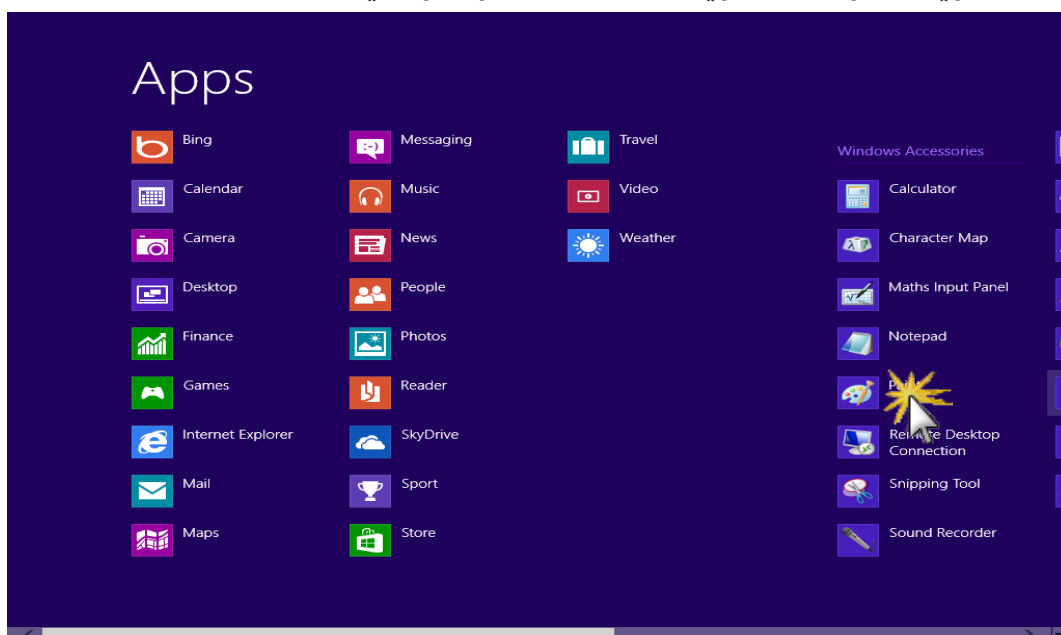 Apps
Bing
Calendar
Camera
Desktop
Finance
Games
Internet Explorer
Mail
Maps
Messaging
Music
News
People
Photos
Reader
SkyDrive
Sport
Store
Travel
Video
Weather
Windows Accessories
Calculator
Character Map
Maths Input Panel
Notepad
Paint
Remote Desktop
Connection
Snipping Tool
Sound Recorder